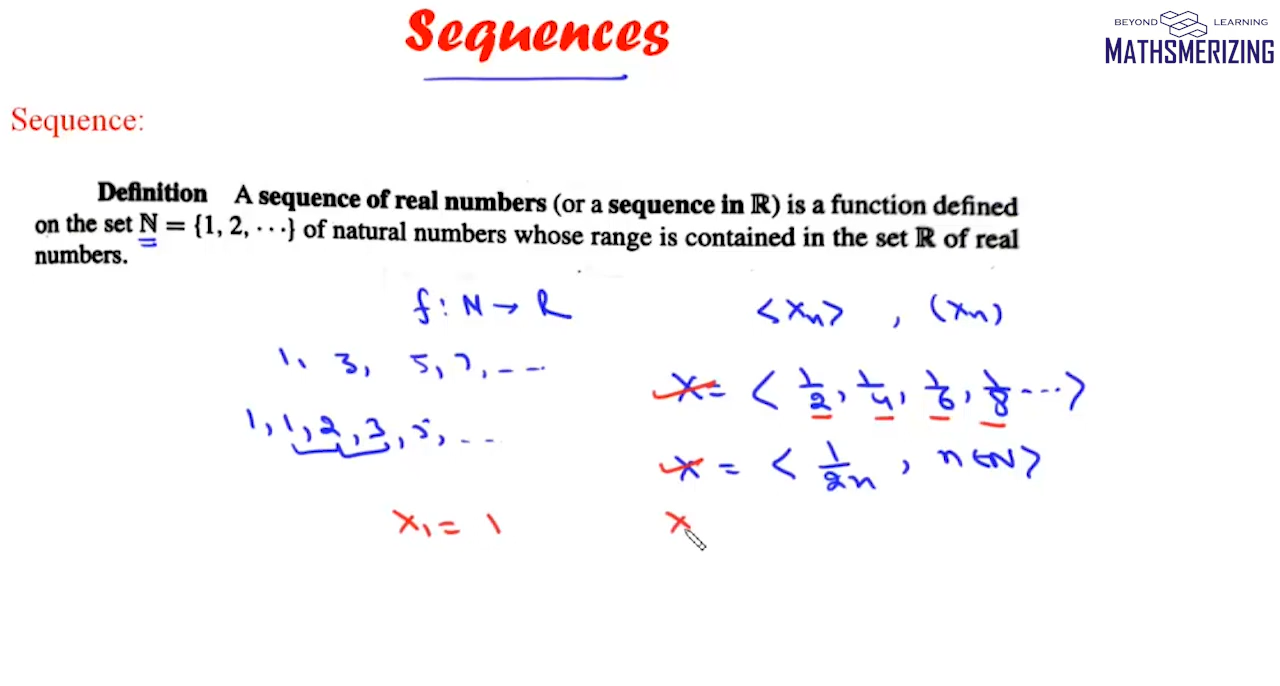 Sequences
BEYOND LEARNING
MATHSMERIZING
Sequence:
Definition A sequence of real numbers (or a sequence in ℝ) is a function defined
on the set ℕ = {1, 2, ⋯} of natural numbers whose range is contained in the set ℝ of real
numbers.
f: N → R
<xₙ> , (xₙ)
1, 3, 5, 7, ---
x = < 1/2, 1/4, 1/6, 1/8 ...>
1, 1, 2, 3, 5, ---
x = < 1/2n , n ∈ N>
x₁ = 1
x